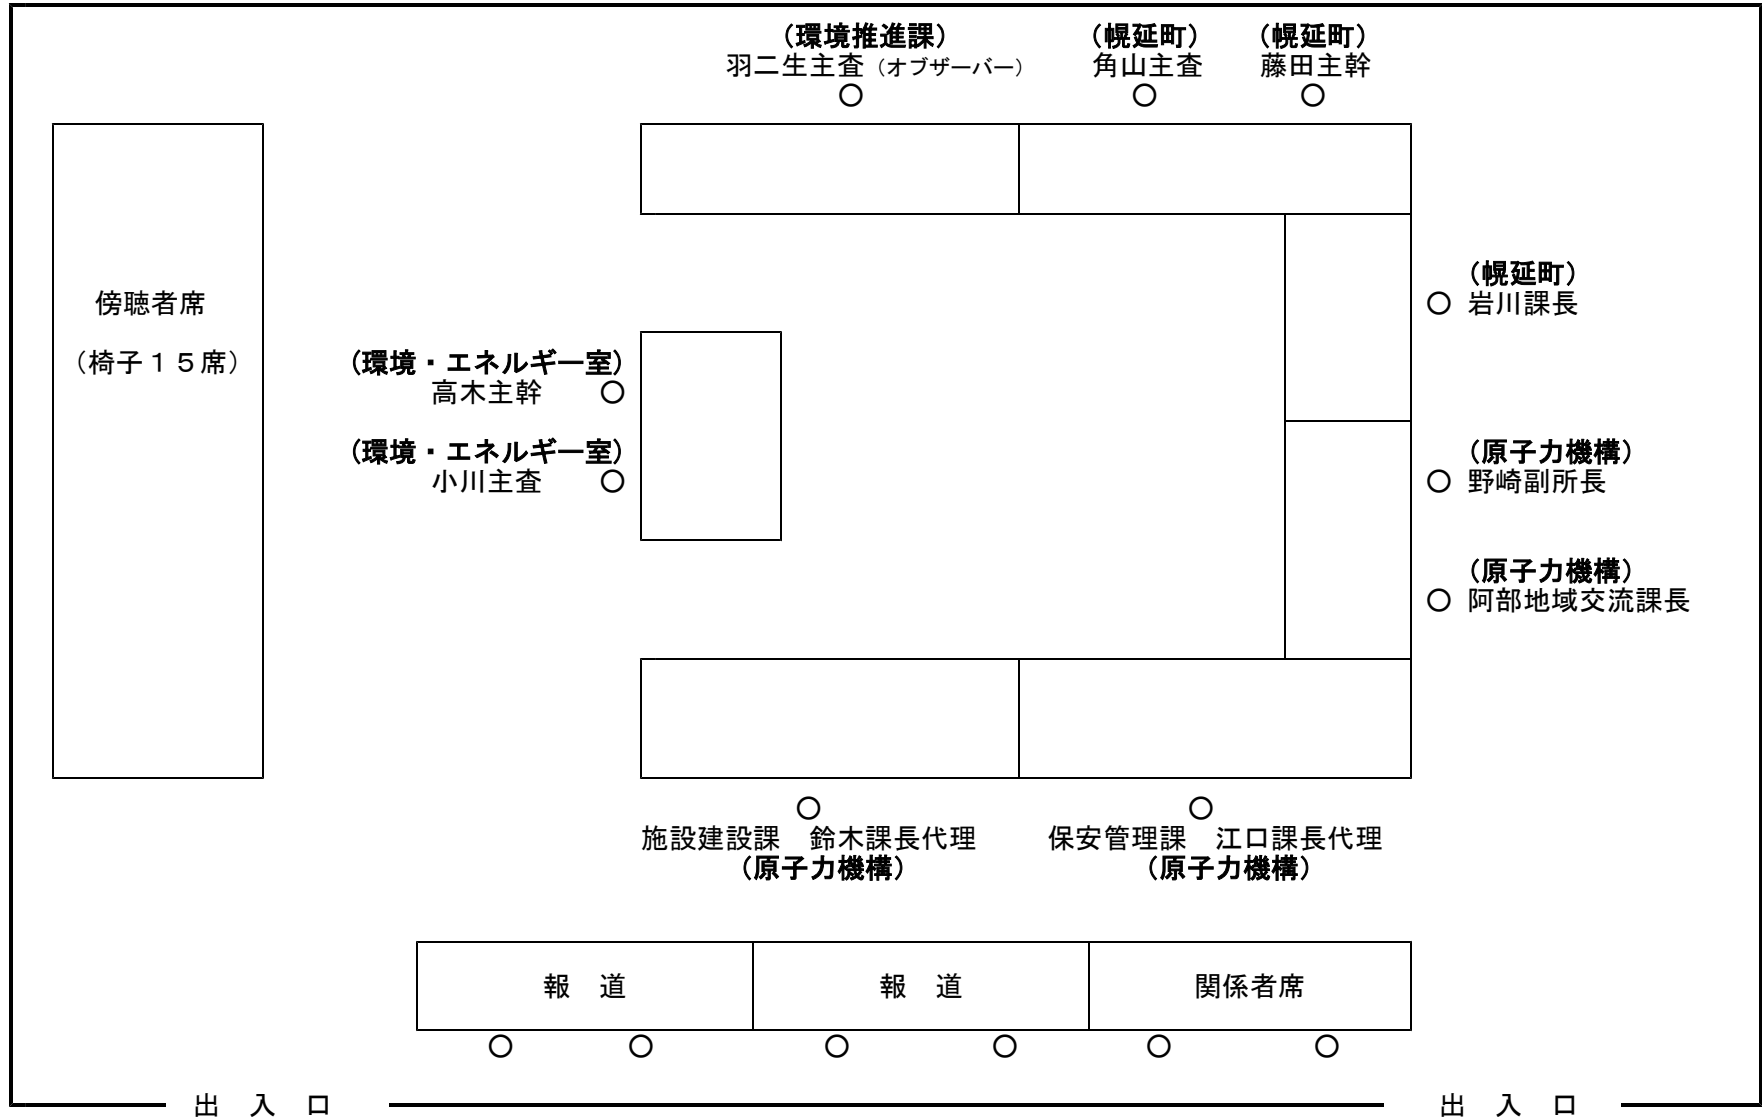 （環境推進課） （幌延町） （幌延町）
羽二生主査（オブザーバー） 角山主査 藤田主幹
傍聴者席
（椅子１５席）
（環境・エネルギー室）
高木主幹
（環境・エネルギー室）
小川主査
（幌延町）
岩川課長
（原子力機構）
野崎副所長
（原子力機構）
阿部地域交流課長
施設建設課　鈴木課長代理 保安管理課　江口課長代理
（原子力機構） （原子力機構）
報　道 報　道 関係者席
出　入　口 出　入　口